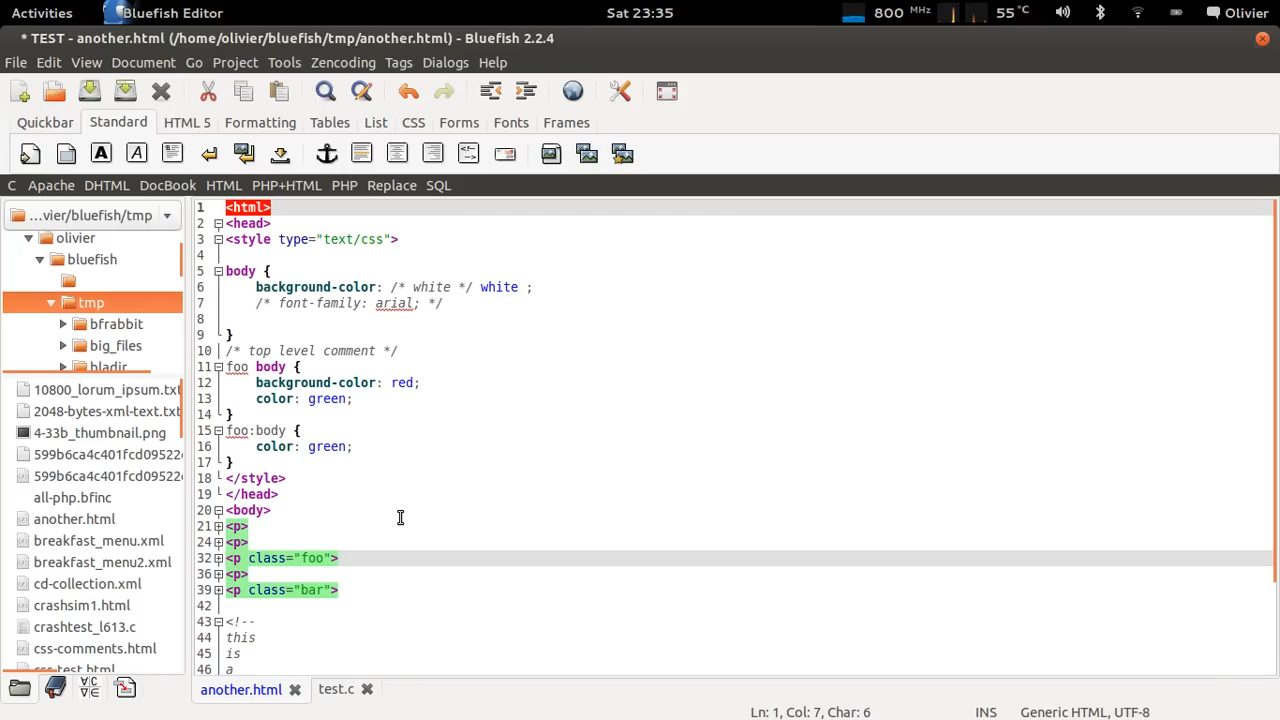 Activities Bluefish Editor Sat 23:35 800 MHz 55°C Olivier
* TEST - another.html (/home/olivier/bluefish/tmp/another.html) - Bluefish 2.2.4
File Edit View Document Go Project Tools Zencoding Tags Dialogs Help
Quickbar Standard HTML 5 Formatting Tables List CSS Forms Fonts Frames
C Apache DHTML DocBook HTML PHP+HTML PHP Replace SQL
...vier/bluefish/tmp
olivier
bluefish
tmp
bfrabbit
big_files
bladir
10800_lorum_ipsum.txt
2048-bytes-xml-text.txt
4-33b_thumbnail.png
599b6ca4c401fcd09522
599b6ca4c401fcd09522
all-php.bfinc
another.html
breakfast_menu.xml
breakfast_menu2.xml
cd-collection.xml
crashsim1.html
crashtest_l613.c
css-comments.html
css-test.html
1 <html>
2 <head>
3 <style type="text/css">
4
5 body {
6 background-color: /* white */ white ;
7 /* font-family: arial; */
8
9 }
10 /* top level comment */
11 foo body {
12 background-color: red;
13 color: green;
14 }
15 foo:body {
16 color: green;
17 }
18 </style>
19 </head>
20 <body>
21 <p>
24 <p>
32 <p class="foo">
36 <p>
39 <p class="bar">
42
43 <!--
44 this
45 is
46 a
another.html test.c
Ln: 1, Col: 7, Char: 6 INS Generic HTML, UTF-8